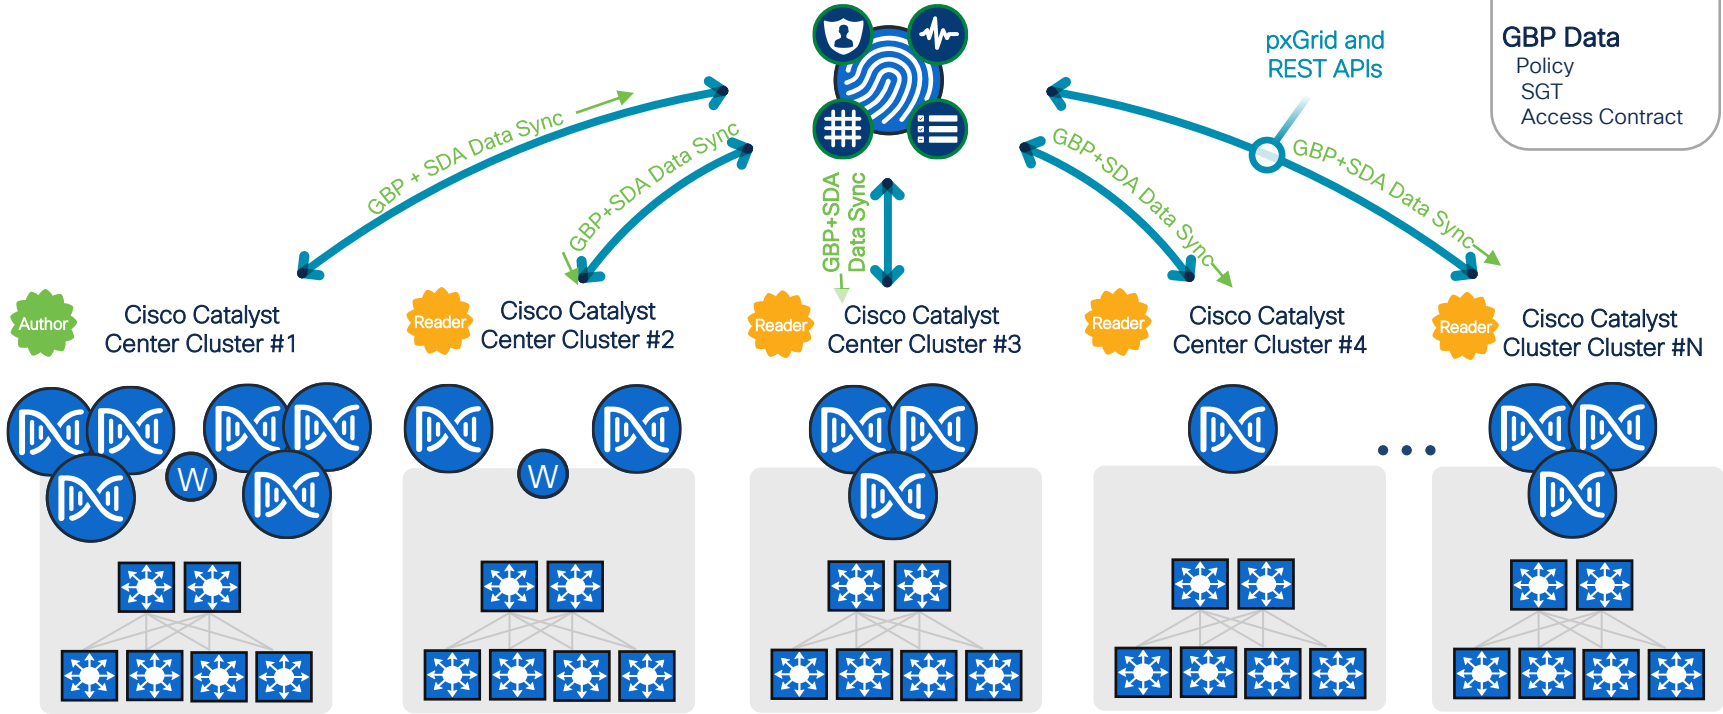 pxGrid and
REST APIs
GBP Data
Policy
SGT
Access Contract
GBP + SDA Data Sync
GBP+SDA Data Sync
GBP+SDA
Data Sync
GBP+SDA Data Sync
GBP+SDA Data Sync
Author
Cisco Catalyst
Center Cluster #1
Reader
Cisco Catalyst
Center Cluster #2
Reader
Cisco Catalyst
Center Cluster #3
Reader
Cisco Catalyst
Center Cluster #4
Reader
Cisco Catalyst
Cluster Cluster #N
W
W